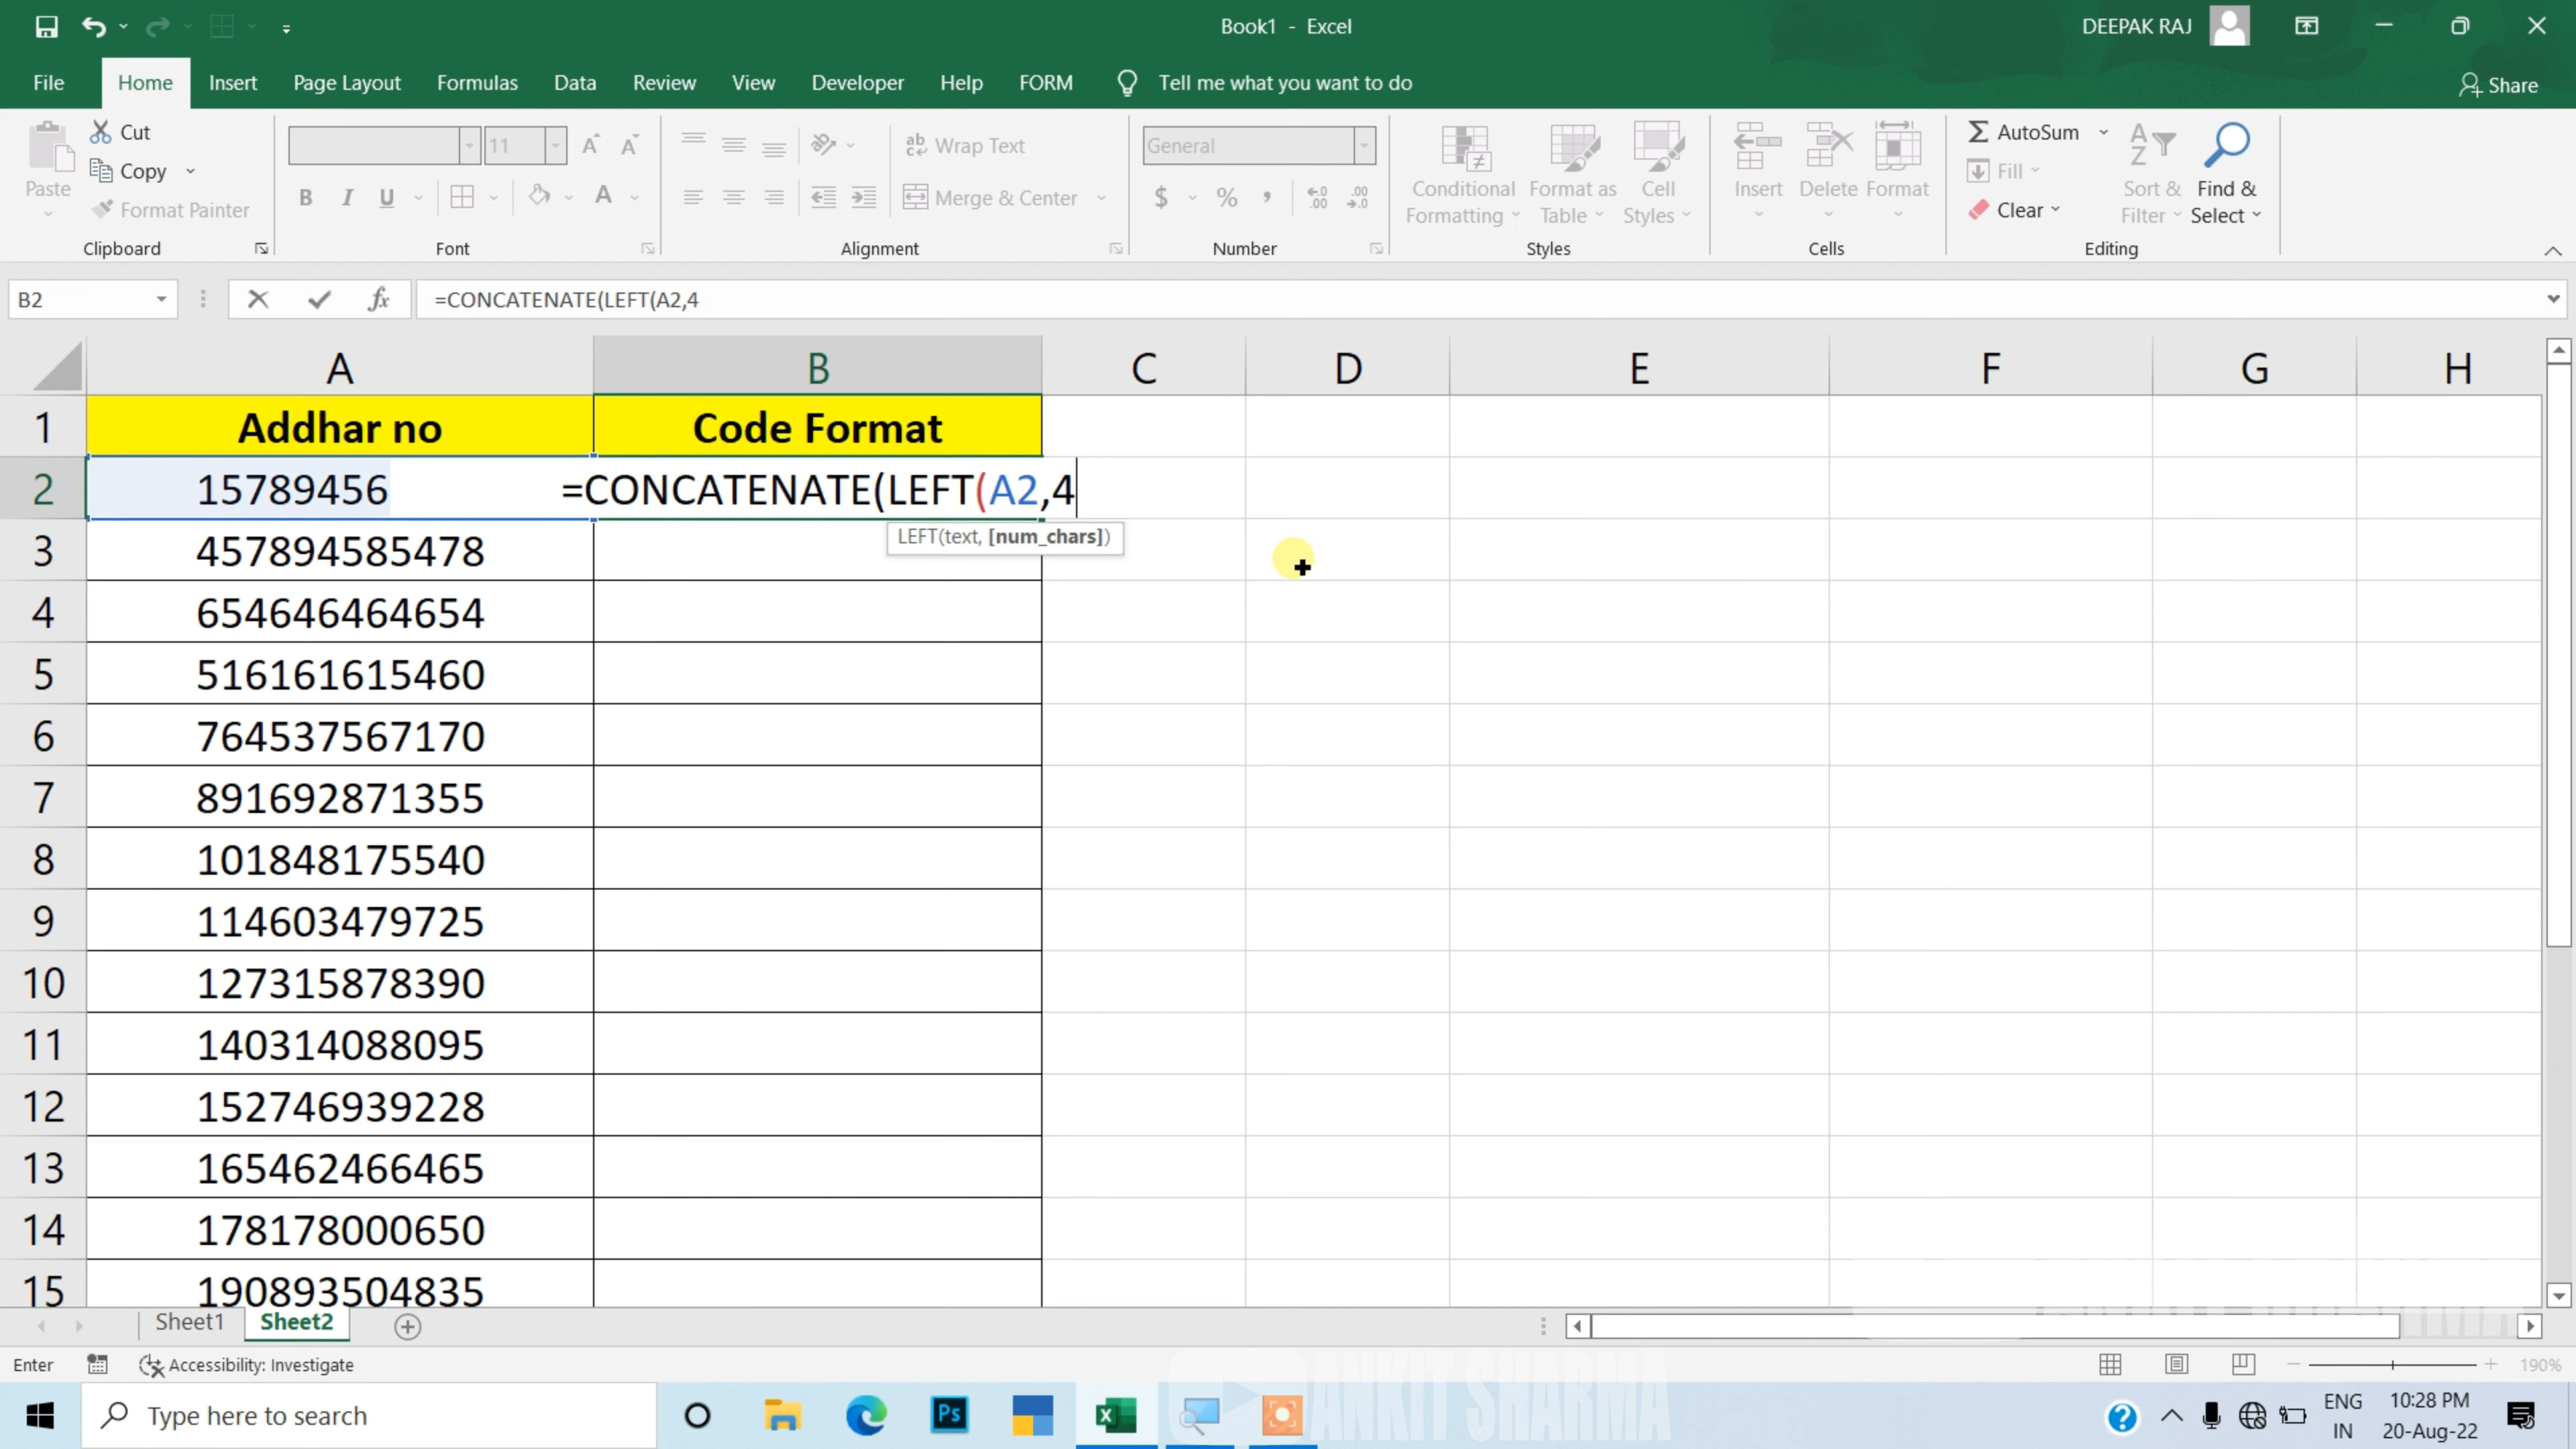 Book1 - Excel
DEEPAK RAJ
File Home Insert Page Layout Formulas Data Review View Developer Help FORM Tell me what you want to do Share
Paste
Cut
Copy
Format Painter
Clipboard
11
B I U
Font
Wrap Text
Merge & Center
Alignment
General
$ % ,
Number
Conditional Formatting
Format as Table
Cell Styles
Styles
Insert Delete Format
Cells
AutoSum
Fill
Clear
Sort & Filter
Find & Select
Editing
B2 fx =CONCATENATE(LEFT(A2,4
A B C D E F G H
1 Addhar no Code Format
2 15789456 =CONCATENATE(LEFT(A2,4
LEFT(text, [num_chars])
3 457894585478
4 654646464654
5 516161615460
6 764537567170
7 891692871355
8 101848175540
9 114603479725
10 127315878390
11 140314088095
12 152746939228
13 165462466465
14 178178000650
15 190893504835
Sheet1 Sheet2
Enter Accessibility: Investigate 190%
ANKIT SHARMA
Type here to search
Ps
ENG
IN
10:28 PM
20-Aug-22